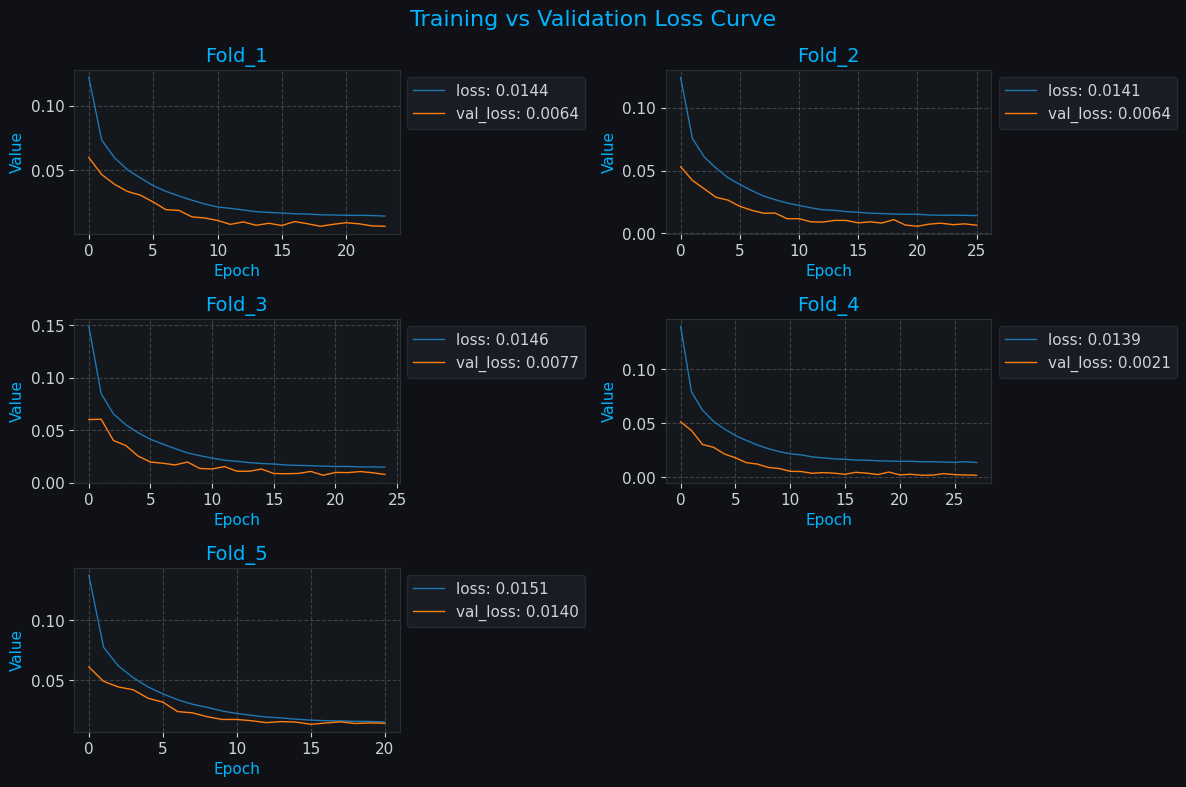 Training vs Validation Loss Curve
Fold_1
loss: 0.0144
val_loss: 0.0064
0.10
0.05
Value
0 5 10 15 20
Epoch
Fold_2
loss: 0.0141
val_loss: 0.0064
0.10
0.05
0.00
Value
0 5 10 15 20 25
Epoch
Fold_3
loss: 0.0146
val_loss: 0.0077
0.15
0.10
0.05
0.00
Value
0 5 10 15 20 25
Epoch
Fold_4
loss: 0.0139
val_loss: 0.0021
0.10
0.05
0.00
Value
0 5 10 15 20 25
Epoch
Fold_5
loss: 0.0151
val_loss: 0.0140
0.10
0.05
Value
0 5 10 15 20
Epoch